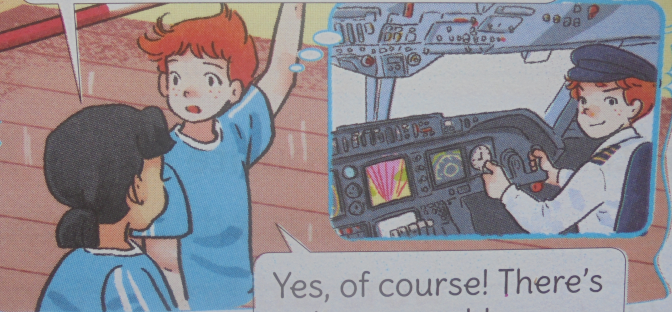 Yes, of course! There's